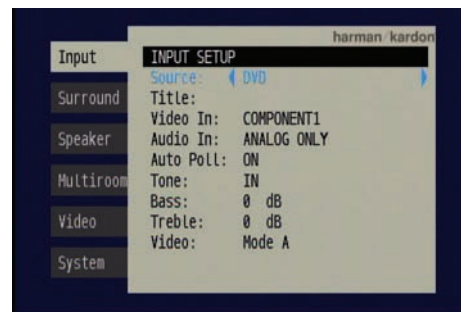 harman/kardon
Input
Surround
Speaker
Multiroom
Video
System
INPUT SETUP
Source: DVD
Title:
Video In: COMPONENT1
Audio In: ANALOG ONLY
Auto Poll: ON
Tone: IN
Bass: 0 dB
Treble: 0 dB
Video: Mode A